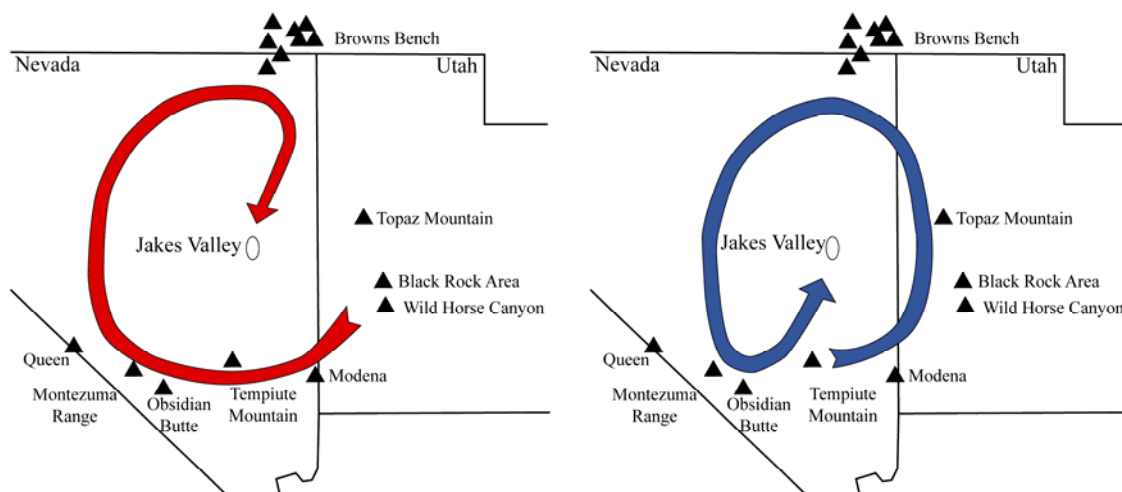 Browns Bench
Nevada
Utah
Topaz Mountain
Jakes Valley
Black Rock Area
Wild Horse Canyon
Queen
Modena
Montezuma
Range
Obsidian
Butte
Tempiute
Mountain
Browns Bench
Nevada
Utah
Topaz Mountain
Jakes Valley
Black Rock Area
Wild Horse Canyon
Queen
Modena
Montezuma
Range
Obsidian
Butte
Tempiute
Mountain